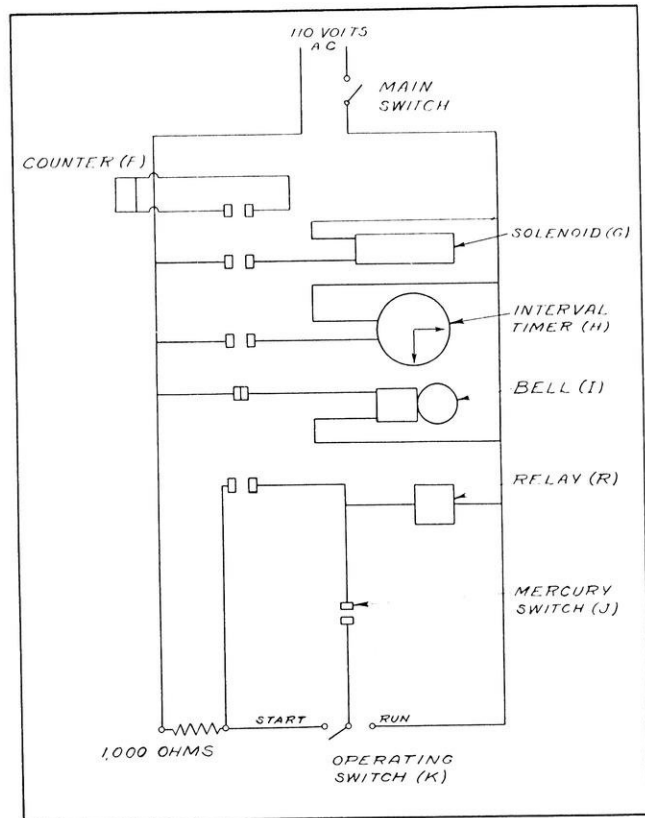 110 VOLTS
AC
MAIN
SWITCH
COUNTER (F)
SOLENOID (G)
INTERVAL
TIMER (H)
BELL (I)
RELAY (R)
MERCURY
SWITCH (J)
START
RUN
1,000 OHMS
OPERATING
SWITCH (K)